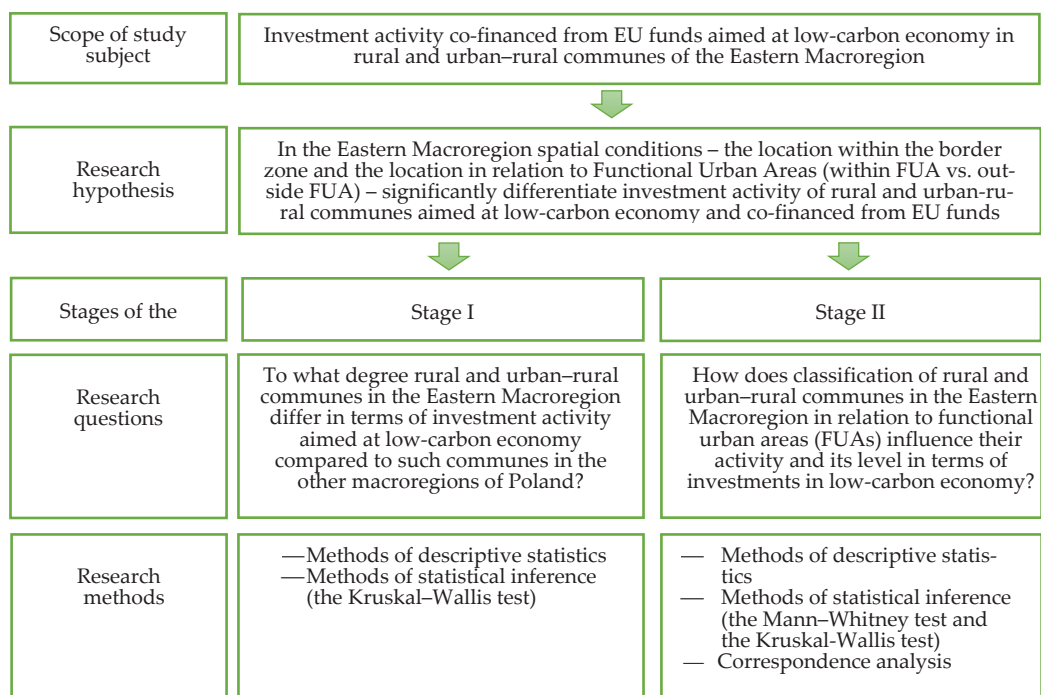 Scope of study
subject
Investment activity co-financed from EU funds aimed at low-carbon economy in
rural and urban–rural communes of the Eastern Macroregion
Research
hypothesis
In the Eastern Macroregion spatial conditions – the location within the border
zone and the location in relation to Functional Urban Areas (within FUA vs. out-
side FUA) – significantly differentiate investment activity of rural and urban-ru-
ral communes aimed at low-carbon economy and co-financed from EU funds
Stages of the
Stage I
Stage II
Research
questions
To what degree rural and urban–rural
communes in the Eastern Macroregion
differ in terms of investment activity
aimed at low-carbon economy
compared to such communes in the
other macroregions of Poland?
How does classification of rural and
urban–rural communes in the Eastern
Macroregion in relation to functional
urban areas (FUAs) influence their
activity and its level in terms of
investments in low-carbon economy?
Research
methods
—Methods of descriptive statistics
—Methods of statistical inference
(the Kruskal–Wallis test)
— Methods of descriptive statis-
tics
— Methods of statistical inference
(the Mann–Whitney test and
the Kruskal-Wallis test)
— Correspondence analysis